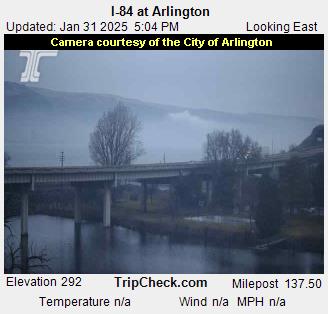 I-84 at Arlington
Updated: Jan 31 2025 5:04 PM Looking East
Camera courtesy of the City of Arlington
Elevation 292 TripCheck.com Milepost 137.50
Temperature n/a Wind n/a MPH n/a